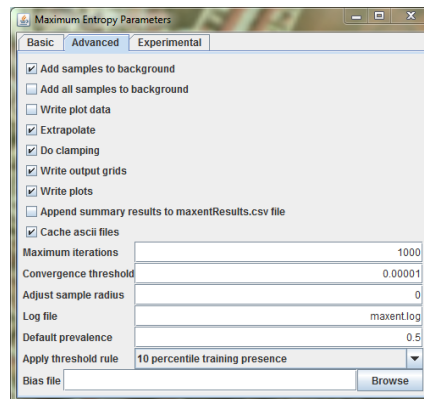 Maximum Entropy Parameters
Basic Advanced Experimental
Add samples to background
Add all samples to background
Write plot data
Extrapolate
Do clamping
Write output grids
Write plots
Append summary results to maxentResults.csv file
Cache ascii files
Maximum iterations 1000
Convergence threshold 0.00001
Adjust sample radius 0
Log file maxent.log
Default prevalence 0.5
Apply threshold rule 10 percentile training presence
Bias file Browse